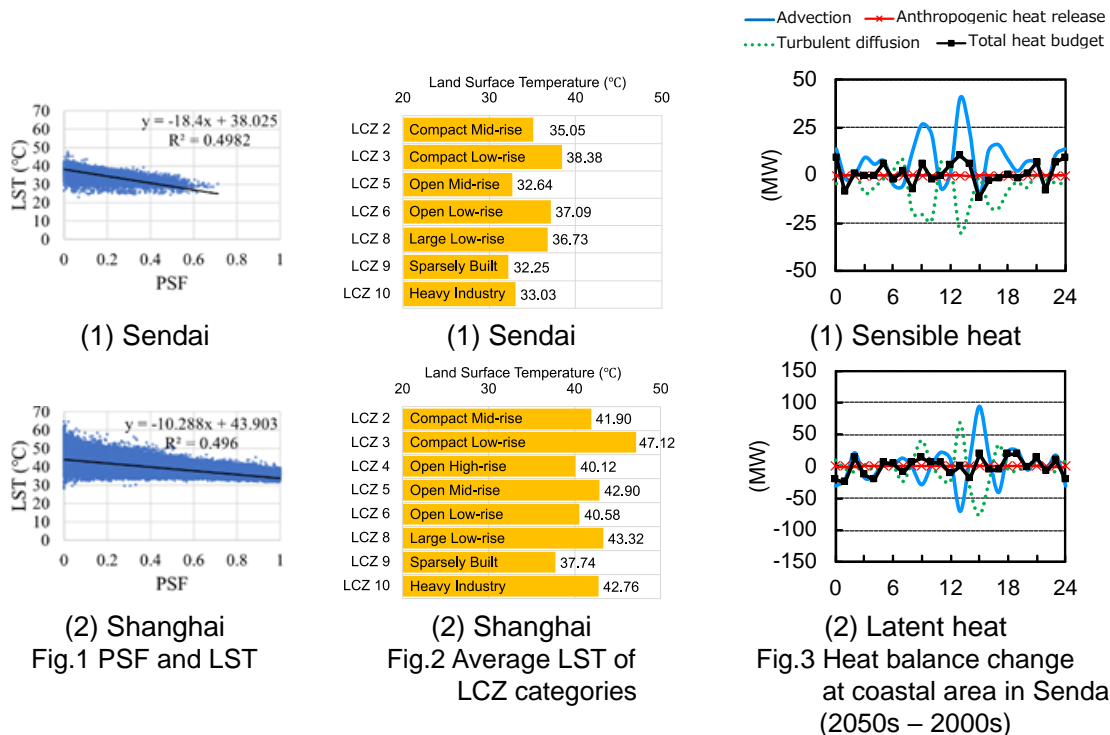 LST (°C)
70
60
50
40
30
20
10
0
y = -18.4x + 38.025
R² = 0.4982
0 0.2 0.4 0.6 0.8 1
PSF
(1) Sendai
LST (°C)
70
60
50
40
30
20
10
0
y = -10.288x + 43.903
R² = 0.496
0 0.2 0.4 0.6 0.8 1
PSF
(2) Shanghai
Fig.1 PSF and LST
Land Surface Temperature (℃)
20 30 40 50
LCZ 2 Compact Mid-rise 35.05
LCZ 3 Compact Low-rise 38.38
LCZ 5 Open Mid-rise 32.64
LCZ 6 Open Low-rise 37.09
LCZ 8 Large Low-rise 36.73
LCZ 9 Sparsely Built 32.25
LCZ 10 Heavy Industry 33.03
(1) Sendai
Land Surface Temperature (℃)
20 30 40 50
LCZ 2 Compact Mid-rise 41.90
LCZ 3 Compact Low-rise 47.12
LCZ 4 Open High-rise 40.12
LCZ 5 Open Mid-rise 42.90
LCZ 6 Open Low-rise 40.58
LCZ 8 Large Low-rise 43.32
LCZ 9 Sparsely Built 37.74
LCZ 10 Heavy Industry 42.76
(2) Shanghai
Fig.2 Average LST of
LCZ categories
Advection Anthropogenic heat release
Turbulent diffusion Total heat budget
(MW)
50
25
0
-25
-50
0 6 12 18 24
(1) Sensible heat
(MW)
150
100
50
0
-50
-100
-150
0 6 12 18 24
(2) Latent heat
Fig.3 Heat balance change
at coastal area in Senda
(2050s – 2000s)